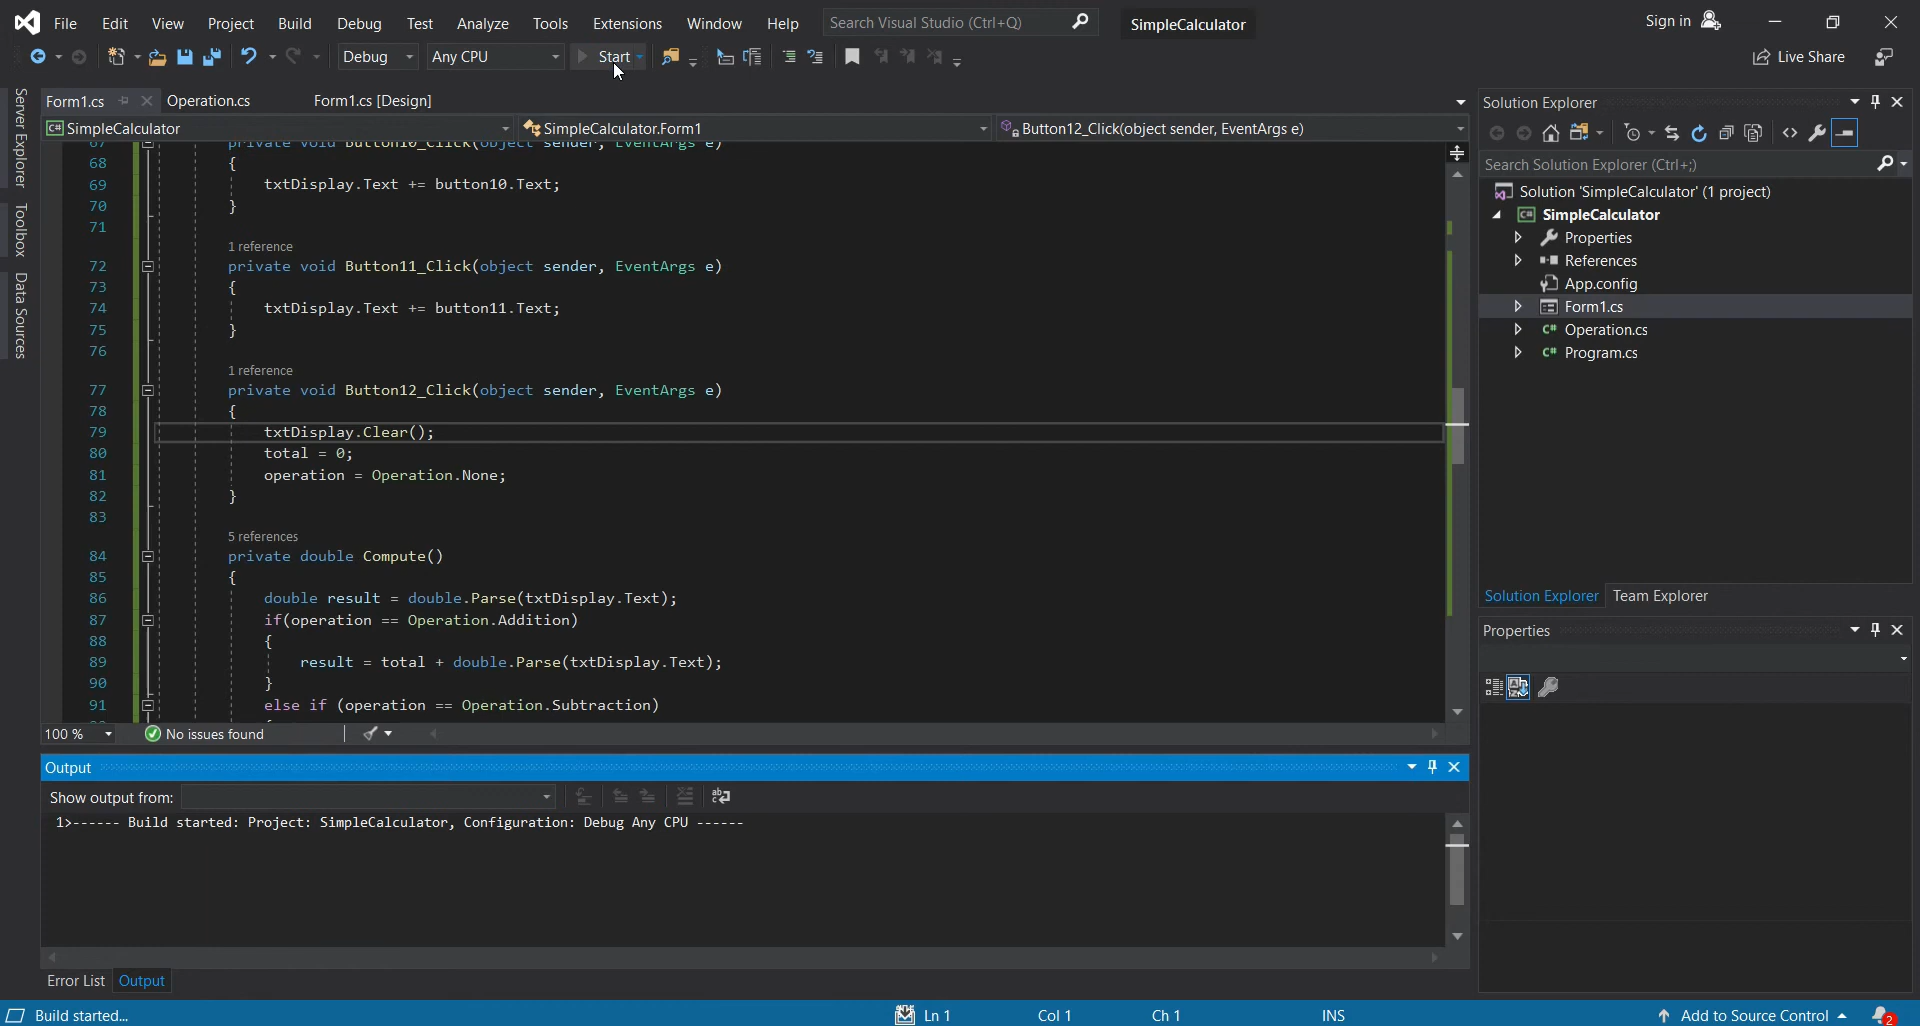 File Edit View Project Build Debug Test Analyze Tools Extensions Window Help Search Visual Studio (Ctrl+Q) SimpleCalculator Sign in
Debug Any CPU Start Live Share
Server Explorer
Toolbox
Data Sources
Form1.cs Operation.cs Form1.cs [Design]
C# SimpleCalculator SimpleCalculator.Form1 Button12_Click(object sender, EventArgs e)
67 private void Button10_Click(object sender, EventArgs e)
68 {
69 txtDisplay.Text += button10.Text;
70 }
71
1 reference
72 private void Button11_Click(object sender, EventArgs e)
73 {
74 txtDisplay.Text += button11.Text;
75 }
76
1 reference
77 private void Button12_Click(object sender, EventArgs e)
78 {
79 txtDisplay.Clear();
80 total = 0;
81 operation = Operation.None;
82 }
83
5 references
84 private double Compute()
85 {
86 double result = double.Parse(txtDisplay.Text);
87 if(operation == Operation.Addition)
88 {
89 result = total + double.Parse(txtDisplay.Text);
90 }
91 else if (operation == Operation.Subtraction)
100 % No issues found
Output
Show output from:
1>------ Build started: Project: SimpleCalculator, Configuration: Debug Any CPU ------
Error List Output
Solution Explorer
Search Solution Explorer (Ctrl+;)
Solution 'SimpleCalculator' (1 project)
C# SimpleCalculator
Properties
References
App.config
Form1.cs
C# Operation.cs
C# Program.cs
Solution Explorer Team Explorer
Properties
Build started... Ln 1 Col 1 Ch 1 INS Add to Source Control 2